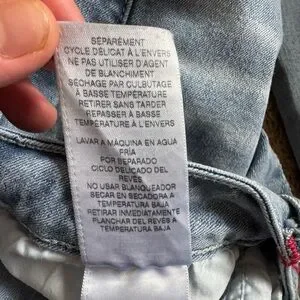 SÉPARÉMENT
CYCLE DÉLICAT À L'ENVERS
NE PAS UTILISER D'AGENT
DE BLANCHIMENT
SÉCHAGE PAR CULBUTAGE
À BASSE TEMPÉRATURE
RETIRER SANS TARDER
REPASSER À BASSE
TEMPÉRATURE À L'ENVERS
LAVAR A MÁQUINA EN AGUA
FRÍA
POR SEPARADO
CICLO DELICADO DEL
REVÉS
NO USAR BLANQUEADOR
SECAR EN SECADORA A
TEMPERATURA BAJA
RETIRAR INMEDIATAMENTE
PLANCHAR DEL REVÉS A
TEMPERATURA BAJA